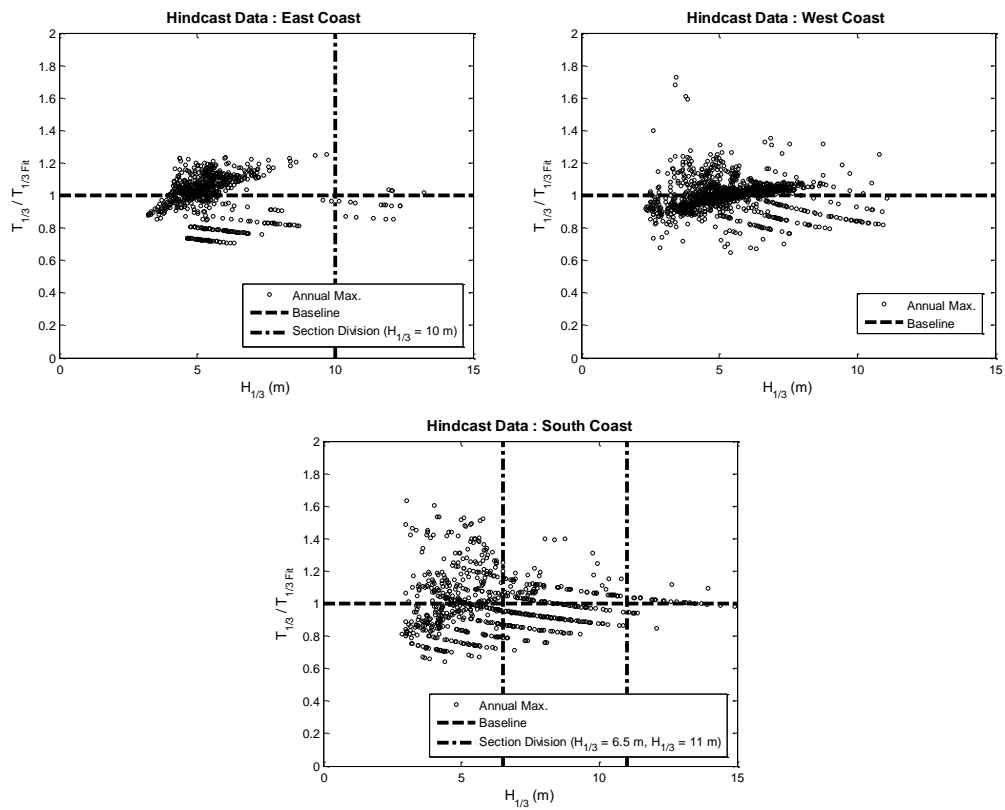 Hindcast Data : East Coast
2
1.8
1.6
1.4
1.2
1
0.8
0.6
0.4
0.2
0
T1/3 / T1/3 Fit
Annual Max.
Baseline
Section Division (H1/3 = 10 m)
0 5 10 15
H1/3 (m)
Hindcast Data : West Coast
2
1.8
1.6
1.4
1.2
1
0.8
0.6
0.4
0.2
0
T1/3 / T1/3 Fit
Annual Max.
Baseline
0 5 10 15
H1/3 (m)
Hindcast Data : South Coast
2
1.8
1.6
1.4
1.2
1
0.8
0.6
0.4
0.2
0
T1/3 / T1/3 Fit
Annual Max.
Baseline
Section Division (H1/3 = 6.5 m, H1/3 = 11 m)
0 5 10 15
H1/3 (m)